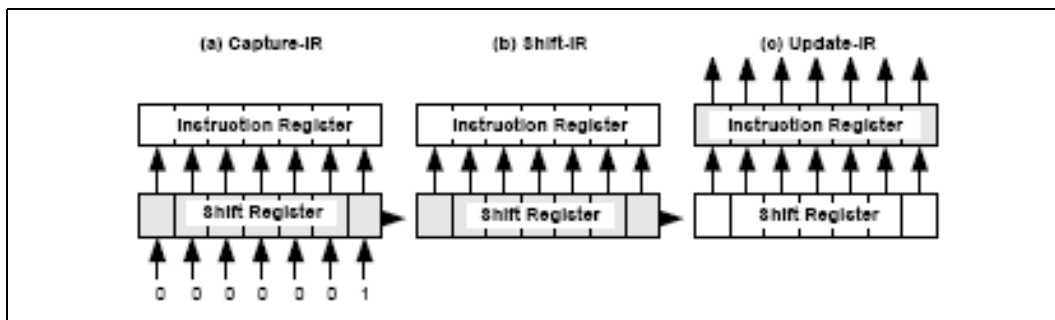 (a) Capture-IR (b) Shift-IR (c) Update-IR
Instruction Register Instruction Register Instruction Register
Shift Register Shift Register Shift Register
0 0 0 0 0 0 1